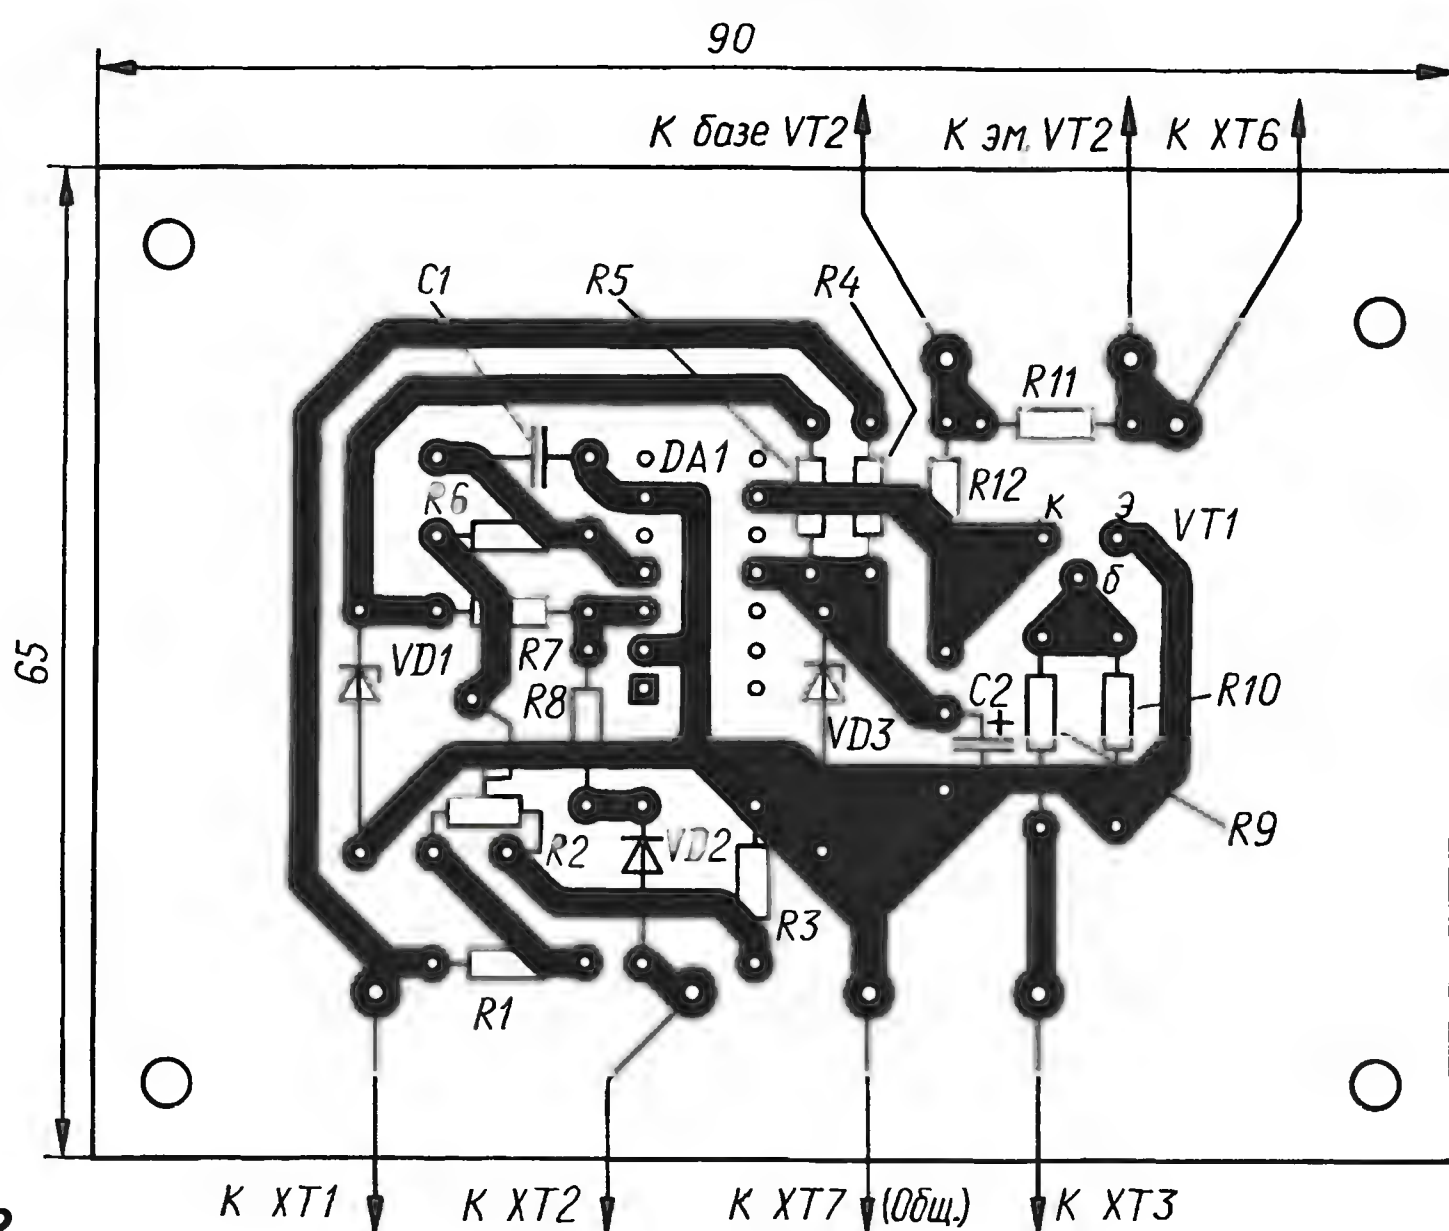 90
К базе VT2 К эм. VT2 К XT6
C1 R5 R4
R11
DA1
R6 R12 к э VT1
б
65
VD1 R7
R8 C2 + R10
VD3
R2 VD2 R9
R3
R1
К XT1 К XT2 К XT7 (Общ.) К XT3